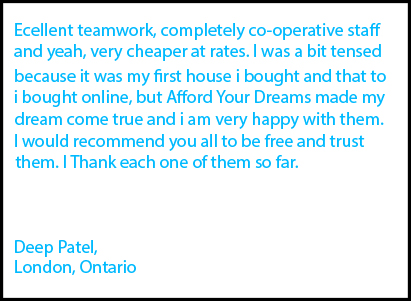 Ecellent teamwork, completely co-operative staff
and yeah, very cheaper at rates. I was a bit tensed
because it was my first house i bought and that to
i bought online, but Afford Your Dreams made my
dream come true and i am very happy with them.
I would recommend you all to be free and trust
them. I Thank each one of them so far.
Deep Patel,
London, Ontario